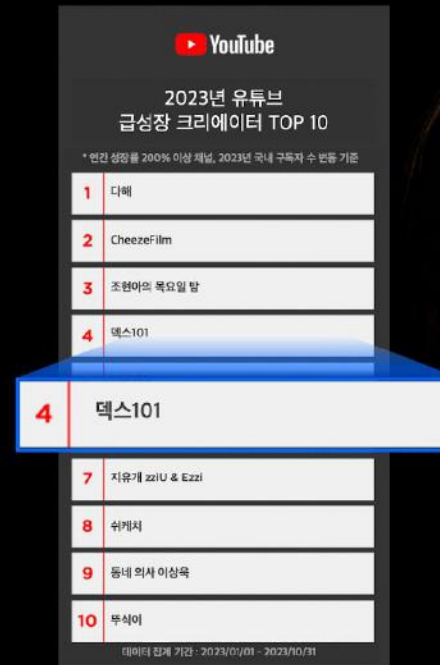 YouTube
2023년 유튜브
급성장 크리에이터 TOP 10
* 연간 성장률 200% 이상 채널, 2023년 국내 구독자 수 변동 기준
1 다해
2 CheezeFilm
3 조현아의 목요일 밤
4 덱스101
4 덱스101
7 지유개 zziU & Ezzi
8 쉬케치
9 동네 의사 이상욱
10 뚜식이
데이터 집계 기간 : 2023/01/01 - 2023/10/31